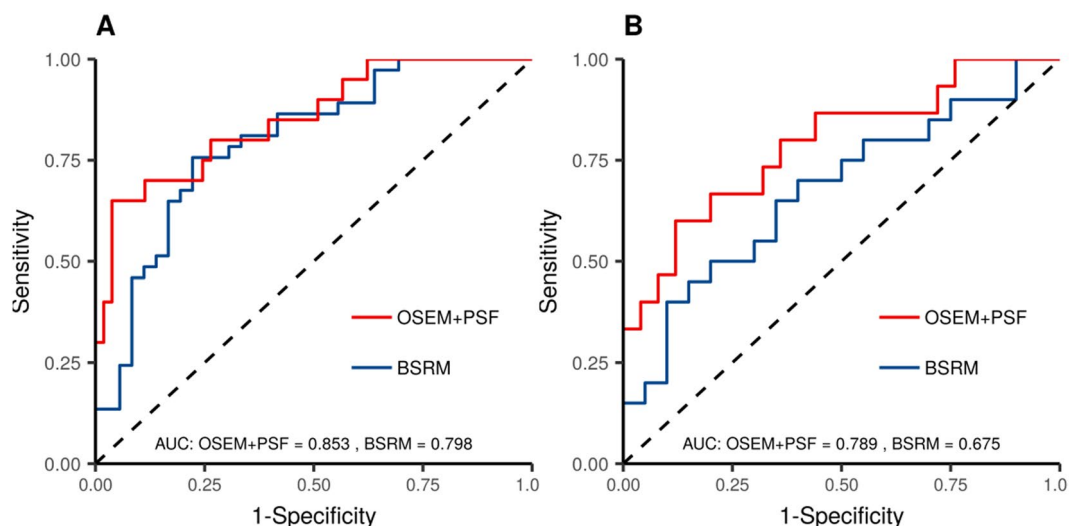 A
1.00
0.75
0.50
0.25
0.00
Sensitivity
OSEM+PSF
BSRM
AUC: OSEM+PSF = 0.853 , BSRM = 0.798
0.00 0.25 0.50 0.75 1.0
1-Specificity
B
1.00
0.75
0.50
0.25
0.00
Sensitivity
OSEM+PSF
BSRM
AUC: OSEM+PSF = 0.789 , BSRM = 0.675
0.00 0.25 0.50 0.75 1.0
1-Specificity